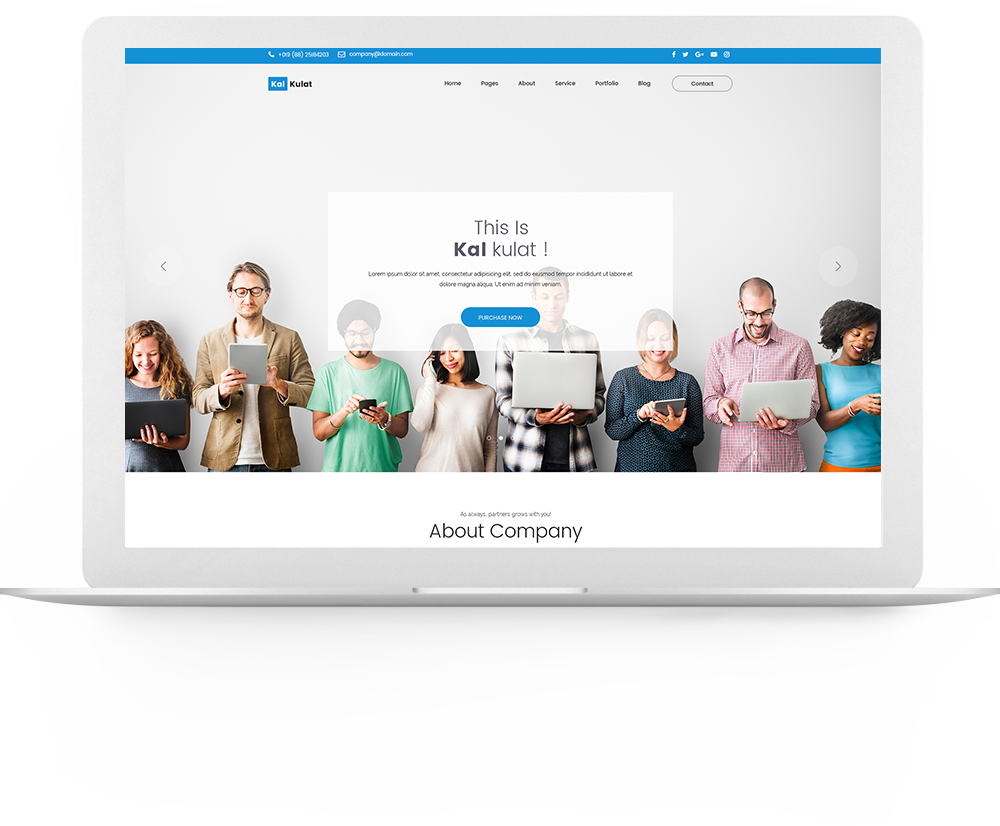 +019 (88) 25184203 company@domain.com
Kal Kulat Home Pages About Service Portfolio Blog Contact
This Is
Kal kulat !
Lorem ipsum dolor sit amet, consectetur adipisicing elit, sed do eiusmod tempor incididunt ut labore et
dolore magna aliqua. Ut enim ad minim veniam.
PURCHASE NOW
As always, partners grows with you!
About Company